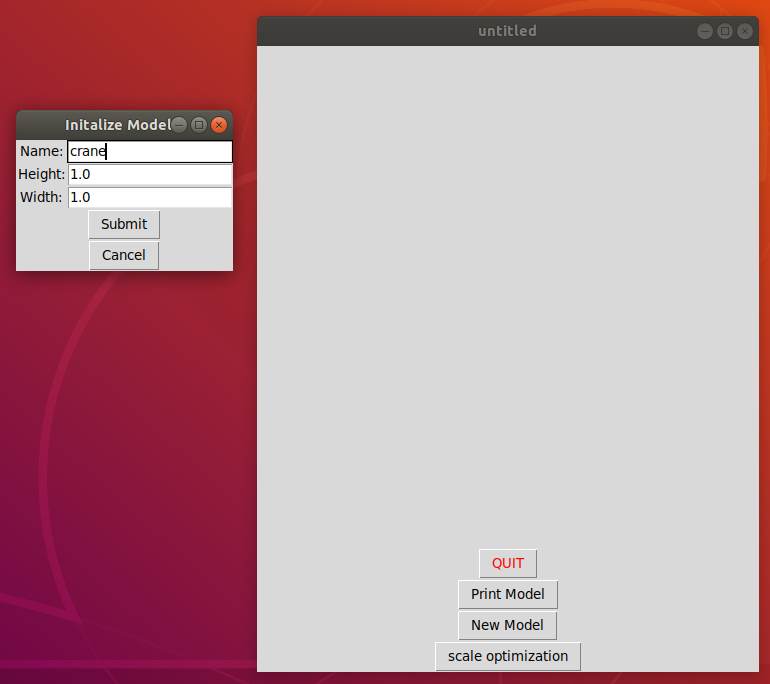 untitled
Initalize Model
Name: crane
Height: 1.0
Width: 1.0
Submit
Cancel
QUIT
Print Model
New Model
scale optimization